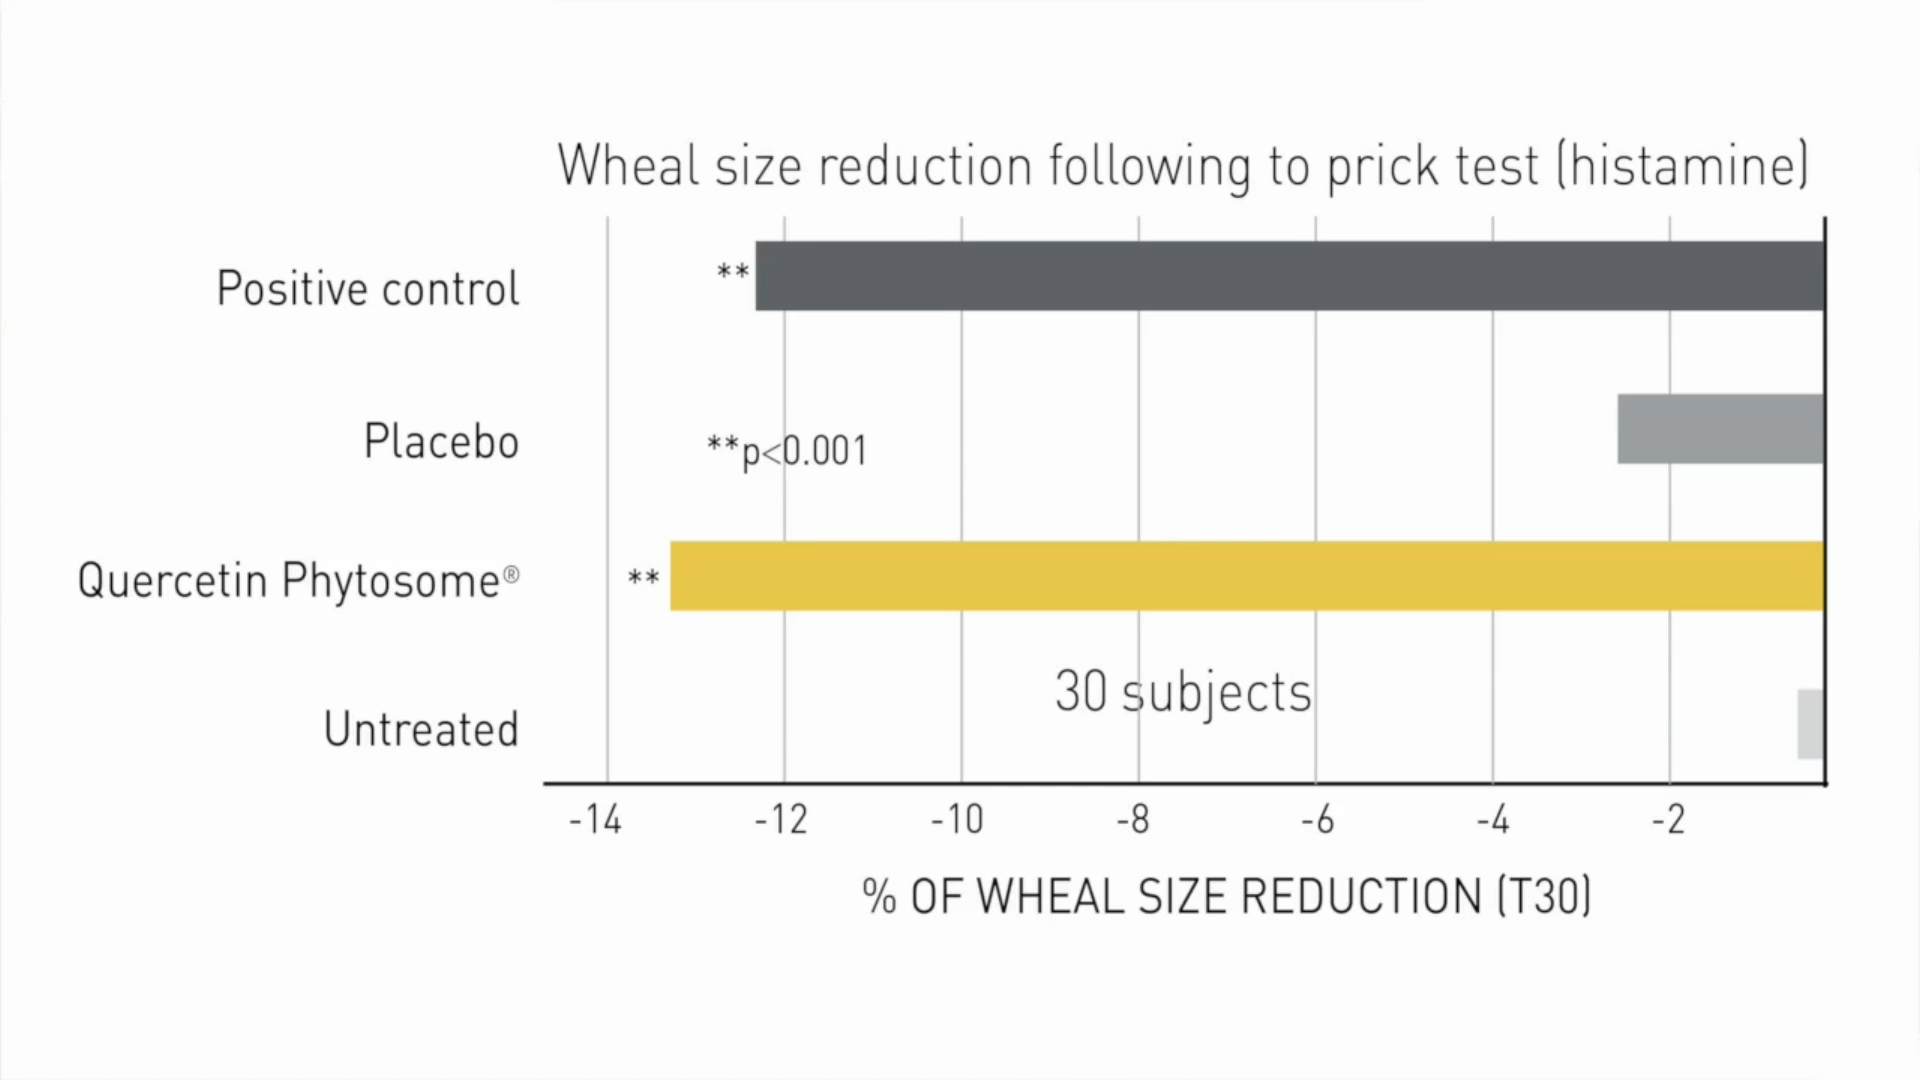 Wheal size reduction following to prick test (histamine)
Positive control
**
Placebo
**p<0.001
Quercetin Phytosome®
**
30 subjects
Untreated
-14 -12 -10 -8 -6 -4 -2
% OF WHEAL SIZE REDUCTION (T30)